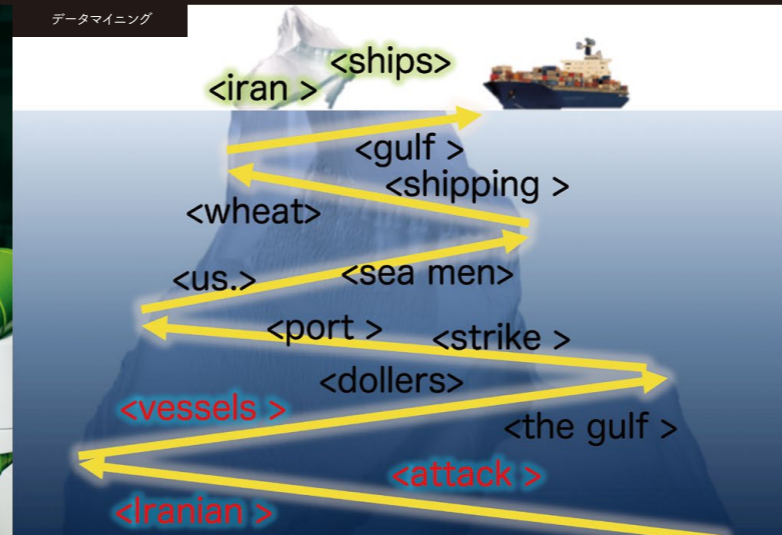 データマイニング
<ships>
<iran >
<gulf >
<shipping >
<wheat>
<us.> <sea men>
<port > <strike >
<dollers>
<vessels >
<the gulf >
<attack >
<Iranian >